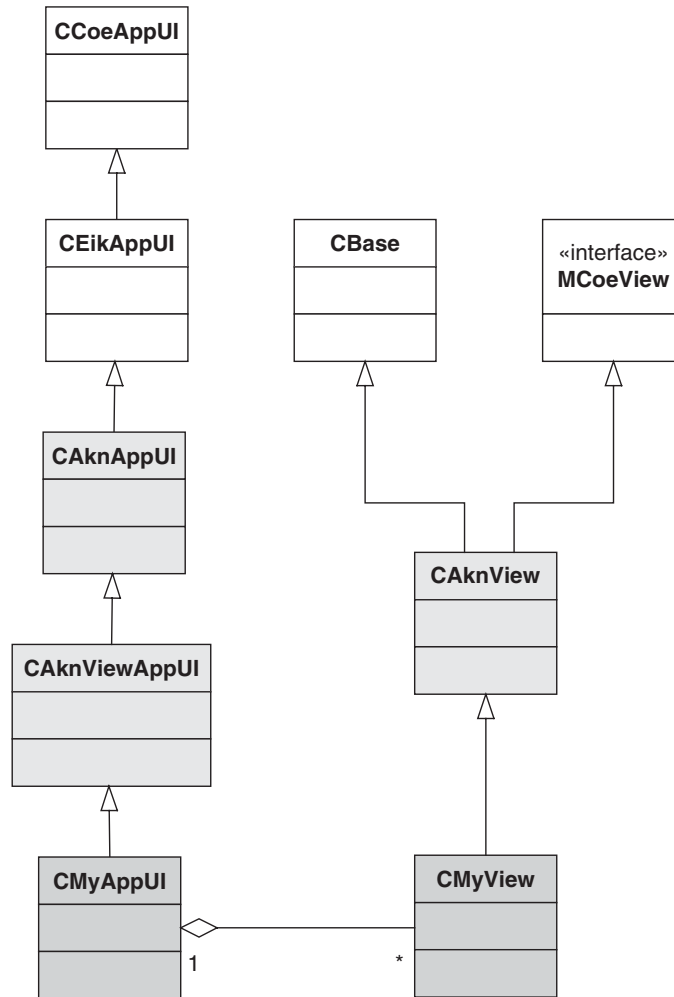 CCoeAppUI
CEikAppUI
CBase
«interface»
MCoeView
CAknAppUI
CAknView
CAknViewAppUI
CMyAppUI
CMyView
1
*